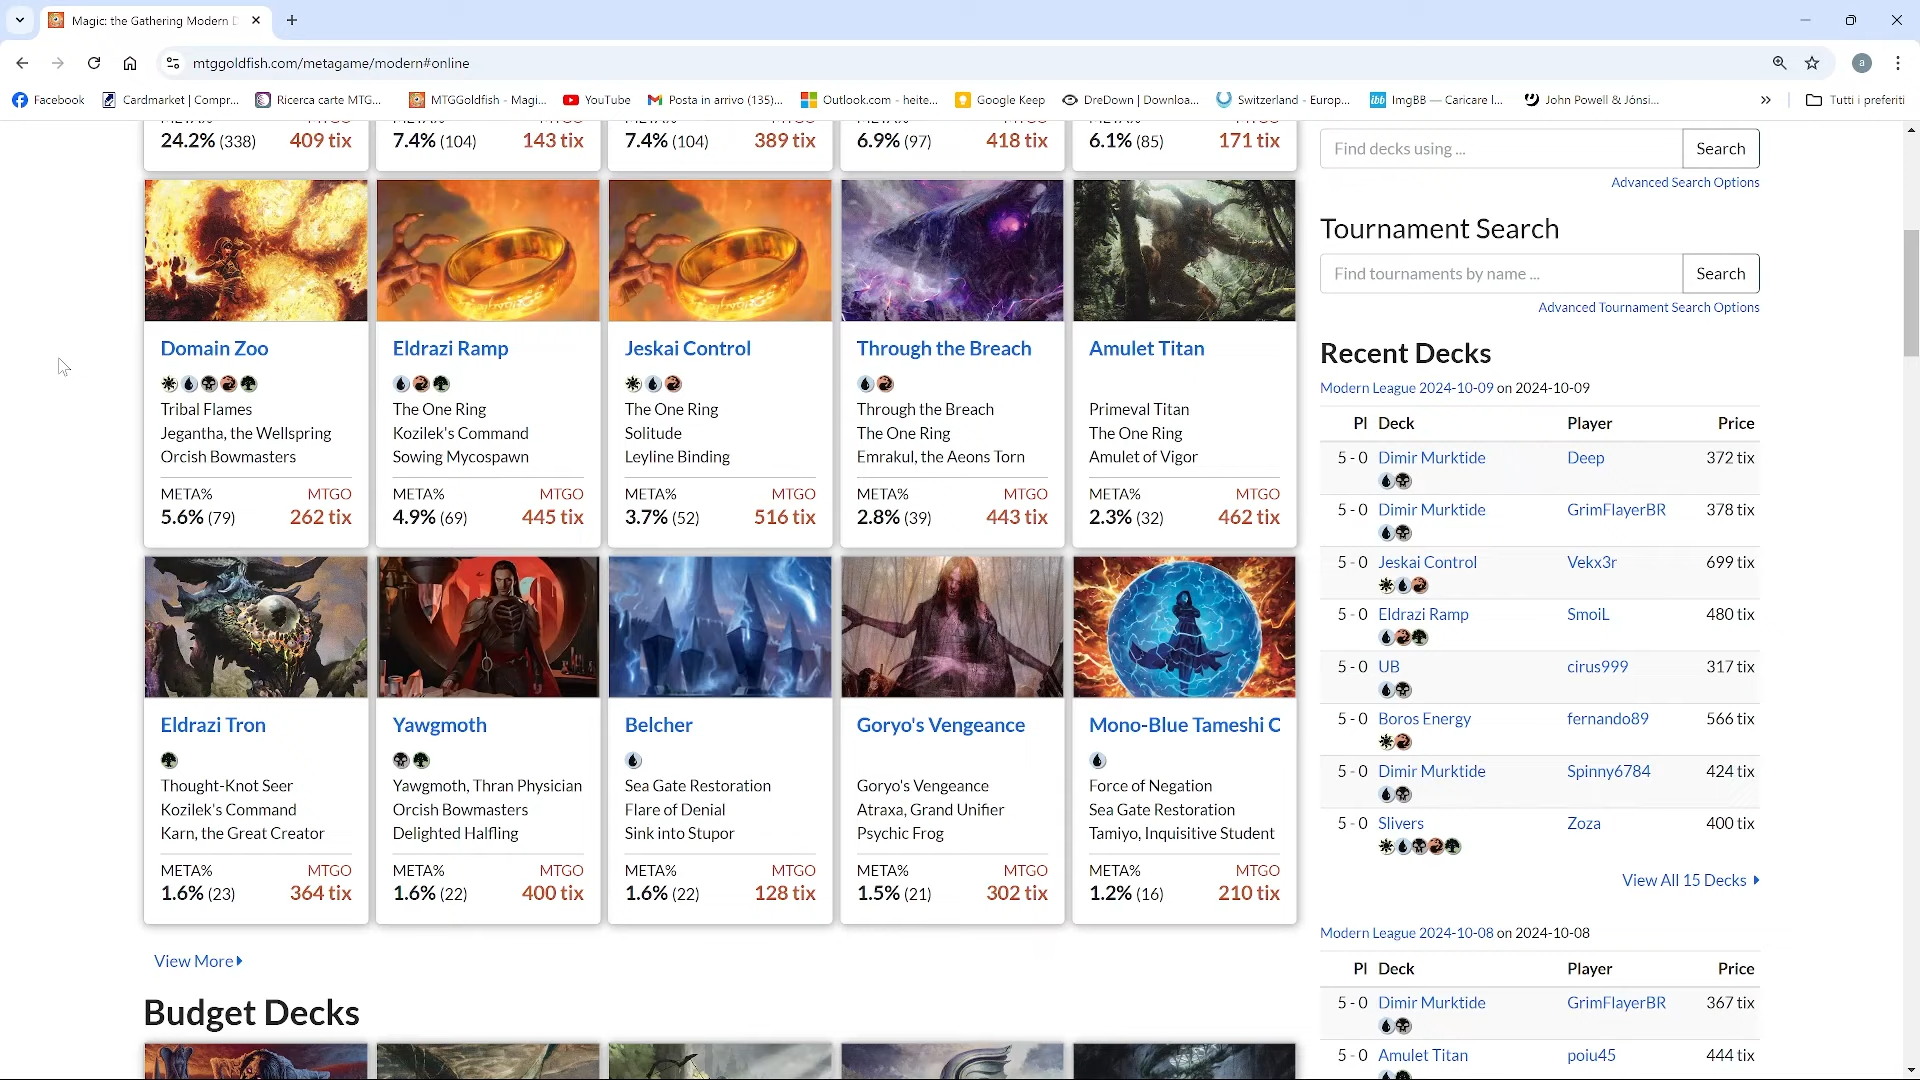 Magic: the Gathering Modern D
mtggoldfish.com/metagame/modern#online
a
Facebook
Cardmarket | Compr...
Ricerca carte MTG...
MTGGoldfish - Magi...
YouTube
Posta in arrivo (135)...
Outlook.com - heite...
Google Keep
DreDown | Downloa...
Switzerland - Europ...
ImgBB — Caricare l...
John Powell & Jónsi...
»
Tutti i preferiti
24.2% (338) 409 tix
7.4% (104) 143 tix
7.4% (104) 389 tix
6.9% (97) 418 tix
6.1% (85) 171 tix
Domain Zoo
Tribal Flames
Jegantha, the Wellspring
Orcish Bowmasters
META% MTGO
5.6% (79) 262 tix
Eldrazi Ramp
The One Ring
Kozilek's Command
Sowing Mycospawn
META% MTGO
4.9% (69) 445 tix
Jeskai Control
The One Ring
Solitude
Leyline Binding
META% MTGO
3.7% (52) 516 tix
Through the Breach
Through the Breach
The One Ring
Emrakul, the Aeons Torn
META% MTGO
2.8% (39) 443 tix
Amulet Titan
Primeval Titan
The One Ring
Amulet of Vigor
META% MTGO
2.3% (32) 462 tix
Eldrazi Tron
Thought-Knot Seer
Kozilek's Command
Karn, the Great Creator
META% MTGO
1.6% (23) 364 tix
Yawgmoth
Yawgmoth, Thran Physician
Orcish Bowmasters
Delighted Halfling
META% MTGO
1.6% (22) 400 tix
Belcher
Sea Gate Restoration
Flare of Denial
Sink into Stupor
META% MTGO
1.6% (22) 128 tix
Goryo's Vengeance
Goryo's Vengeance
Atraxa, Grand Unifier
Psychic Frog
META% MTGO
1.5% (21) 302 tix
Mono-Blue Tameshi C
Force of Negation
Sea Gate Restoration
Tamiyo, Inquisitive Student
META% MTGO
1.2% (16) 210 tix
View More
Budget Decks
Find decks using ... Search
Advanced Search Options
Tournament Search
Find tournaments by name ... Search
Advanced Tournament Search Options
Recent Decks
Modern League 2024-10-09 on 2024-10-09
Pl Deck Player Price
5 - 0 Dimir Murktide Deep 372 tix
5 - 0 Dimir Murktide GrimFlayerBR 378 tix
5 - 0 Jeskai Control Vekx3r 699 tix
5 - 0 Eldrazi Ramp SmoiL 480 tix
5 - 0 UB cirus999 317 tix
5 - 0 Boros Energy fernando89 566 tix
5 - 0 Dimir Murktide Spinny6784 424 tix
5 - 0 Slivers Zoza 400 tix
View All 15 Decks
Modern League 2024-10-08 on 2024-10-08
Pl Deck Player Price
5 - 0 Dimir Murktide GrimFlayerBR 367 tix
5 - 0 Amulet Titan poiu45 444 tix